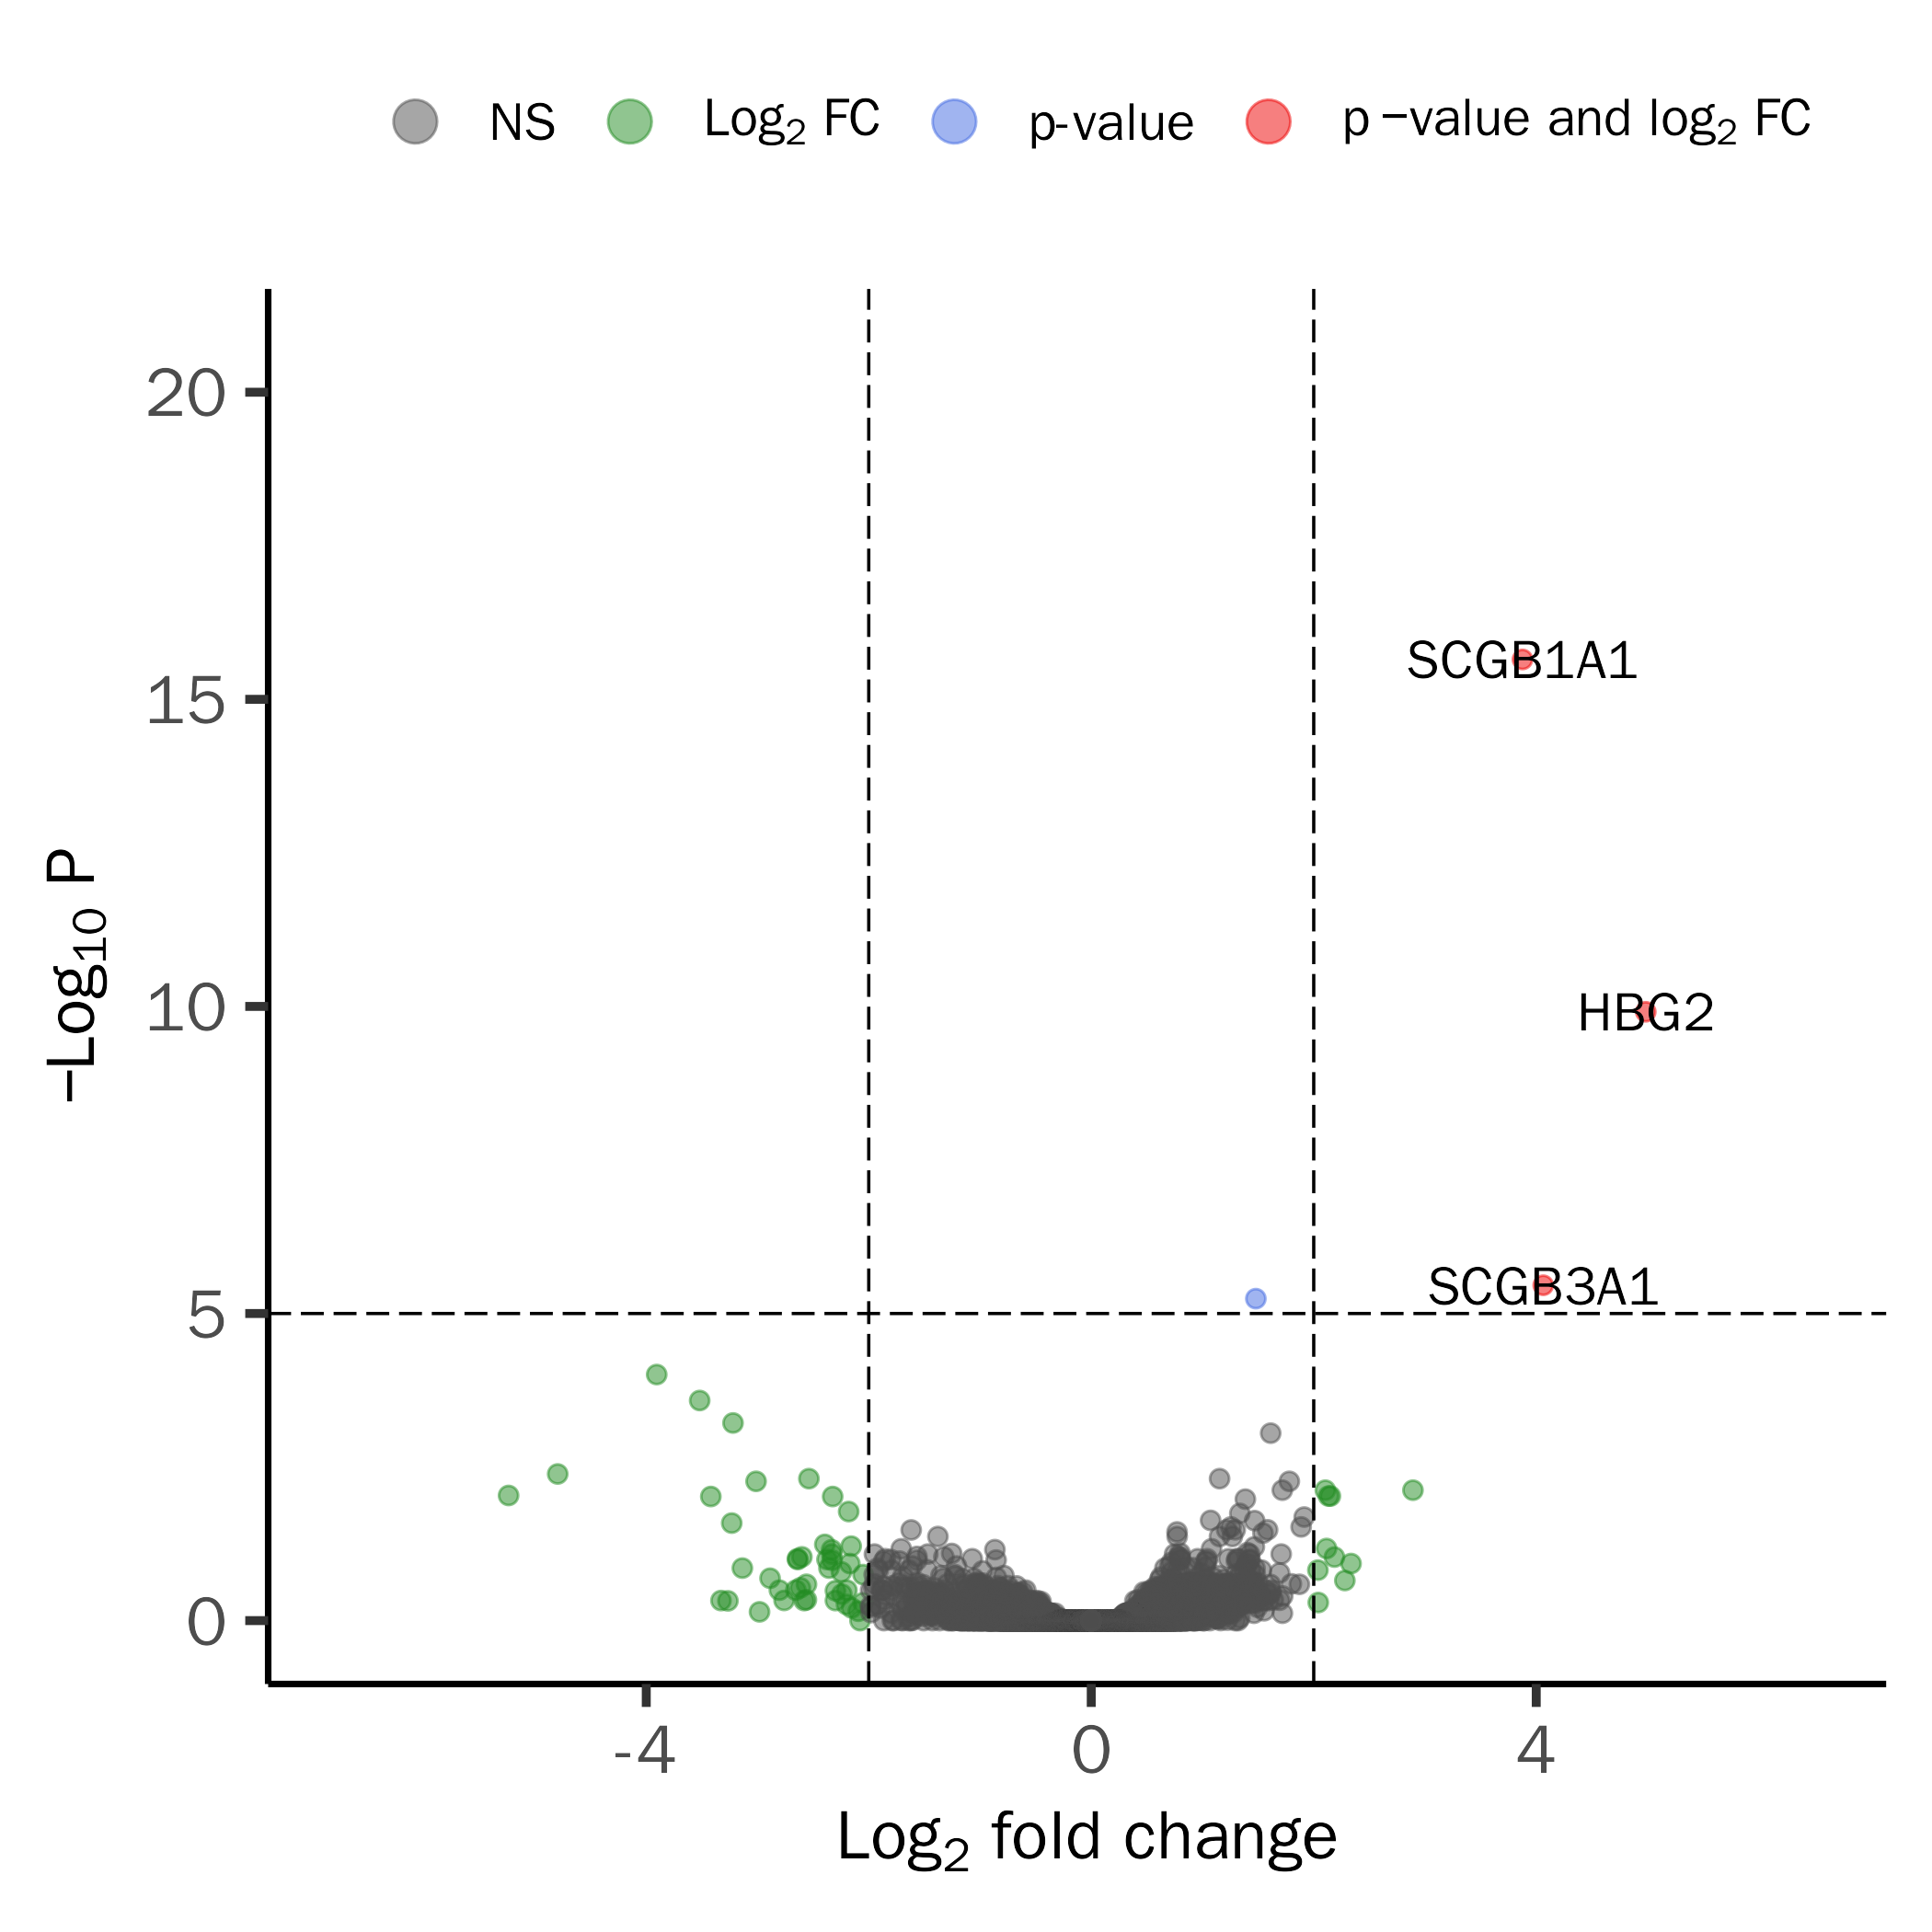 NS Log₂ FC p-value p −value and log₂ FC
20
15
SCGB1A1
10
HBG2
SCGB3A1
5
0
−Log₁₀ P
-4 0 4
Log₂ fold change